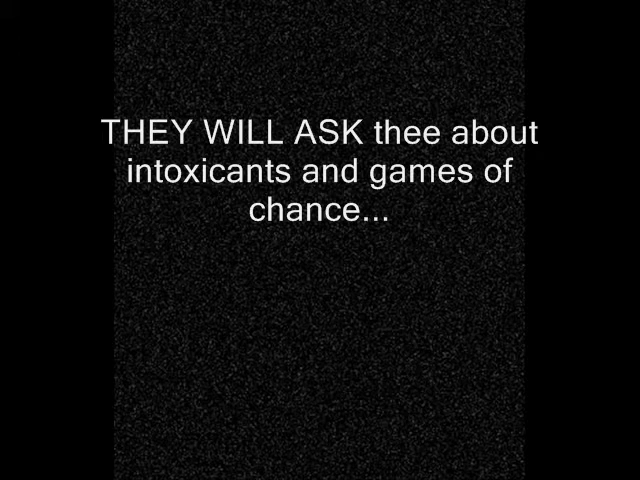 THEY WILL ASK thee about
intoxicants and games of
chance...